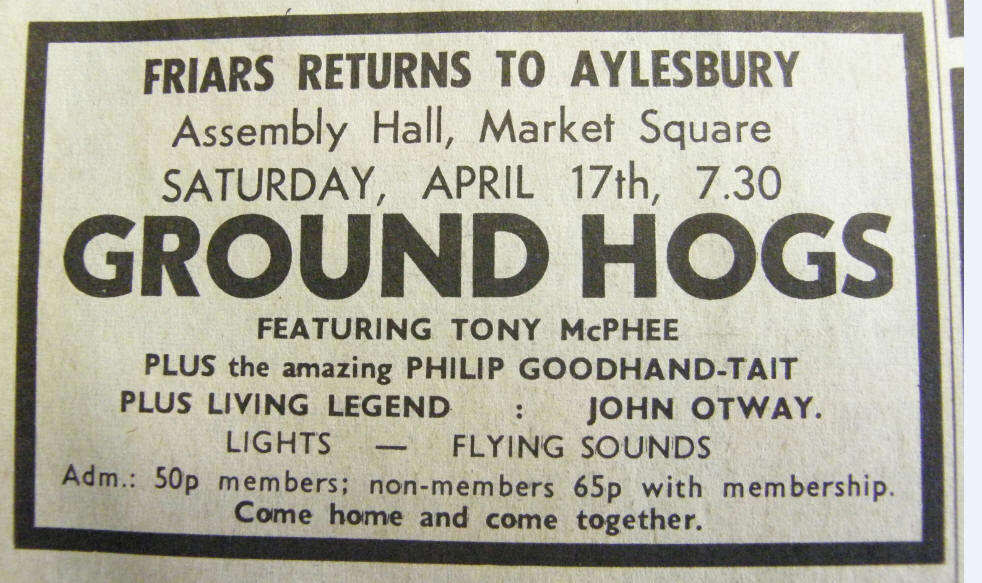 FRIARS RETURNS TO AYLESBURY
Assembly Hall, Market Square
SATURDAY, APRIL 17th, 7.30
GROUND HOGS
FEATURING TONY McPHEE
PLUS the amazing PHILIP GOODHAND-TAIT
PLUS LIVING LEGEND : JOHN OTWAY.
LIGHTS — FLYING SOUNDS
Adm.: 50p members; non-members 65p with membership.
Come home and come together.